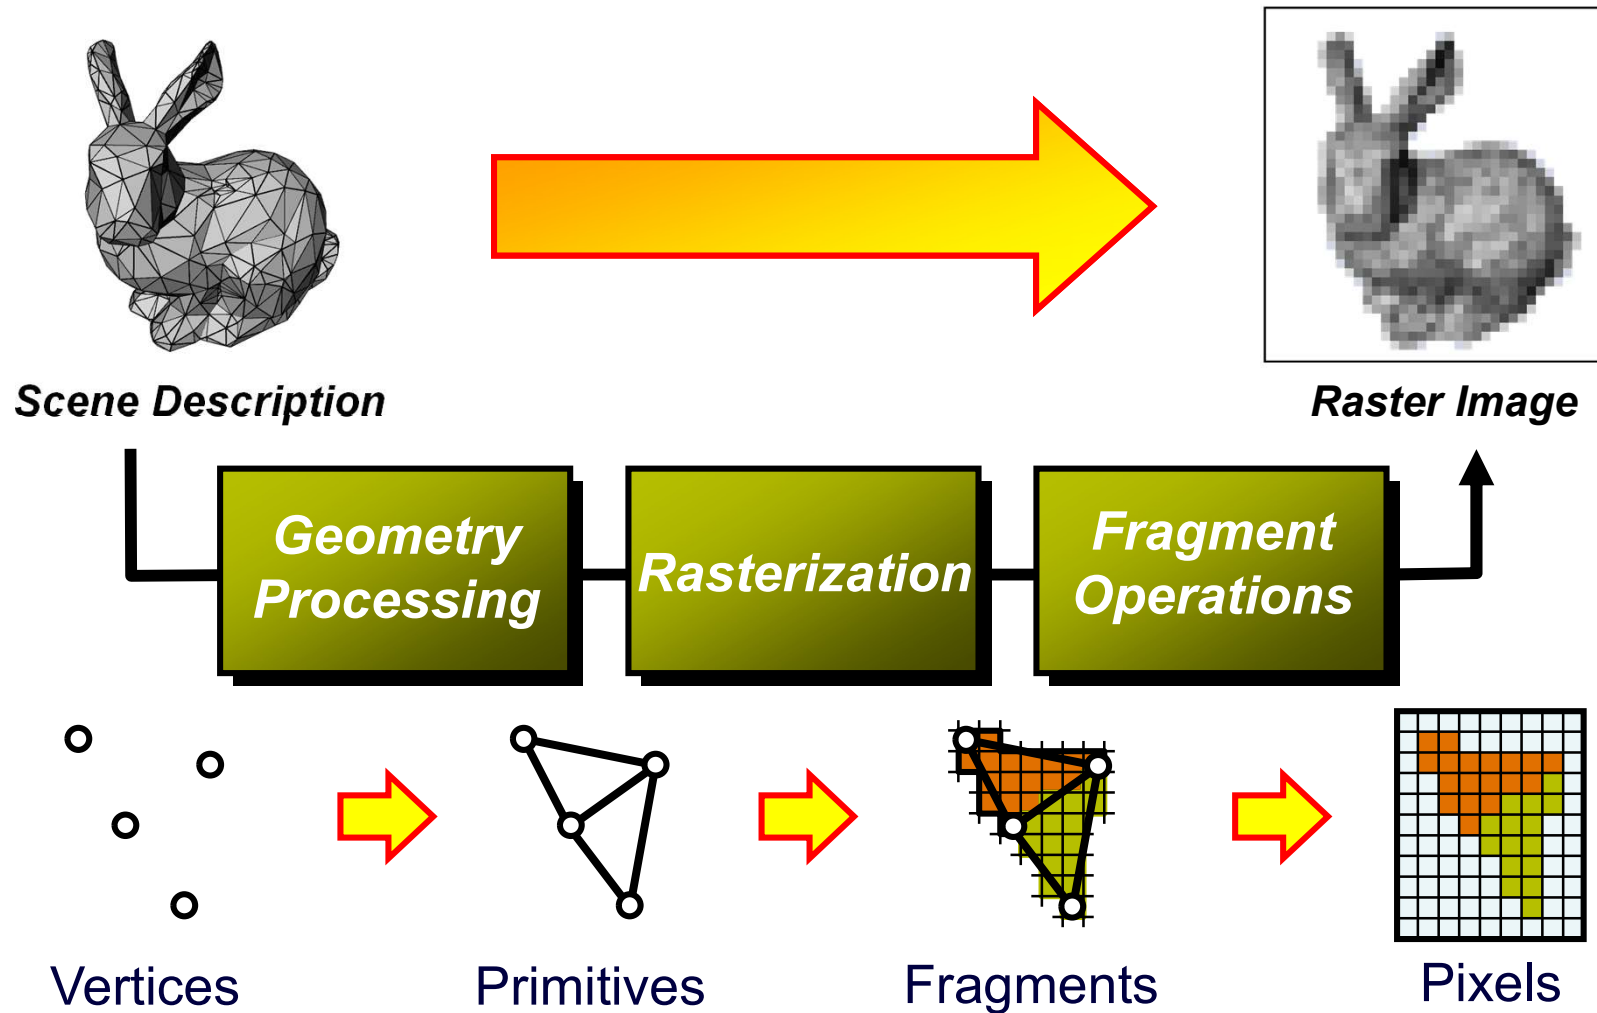 Scene Description
Raster Image
Geometry
Processing
Rasterization
Fragment
Operations
Vertices
Primitives
Fragments
Pixels